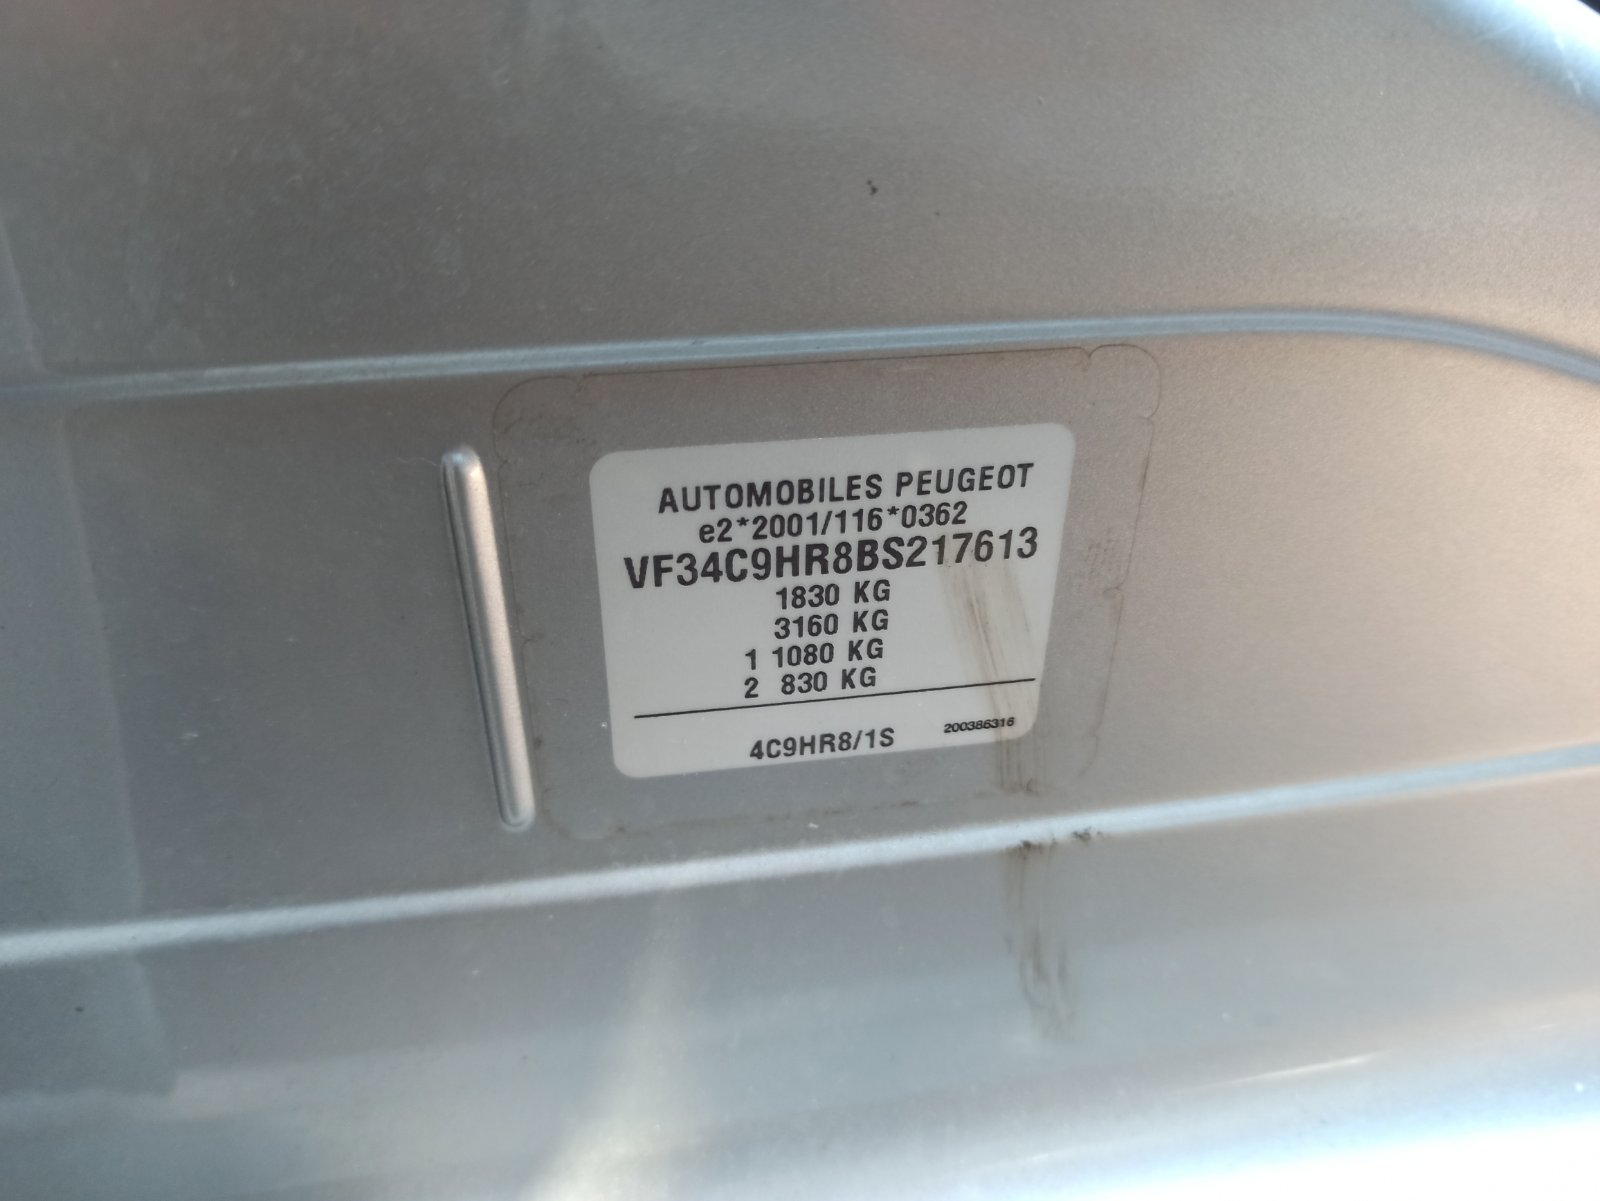 AUTOMOBILES PEUGEOT
e2*2001/116*0362
VF34C9HR8BS217613
1830 KG
3160 KG
1 1080 KG
2 830 KG
4C9HR8/1S
200386316